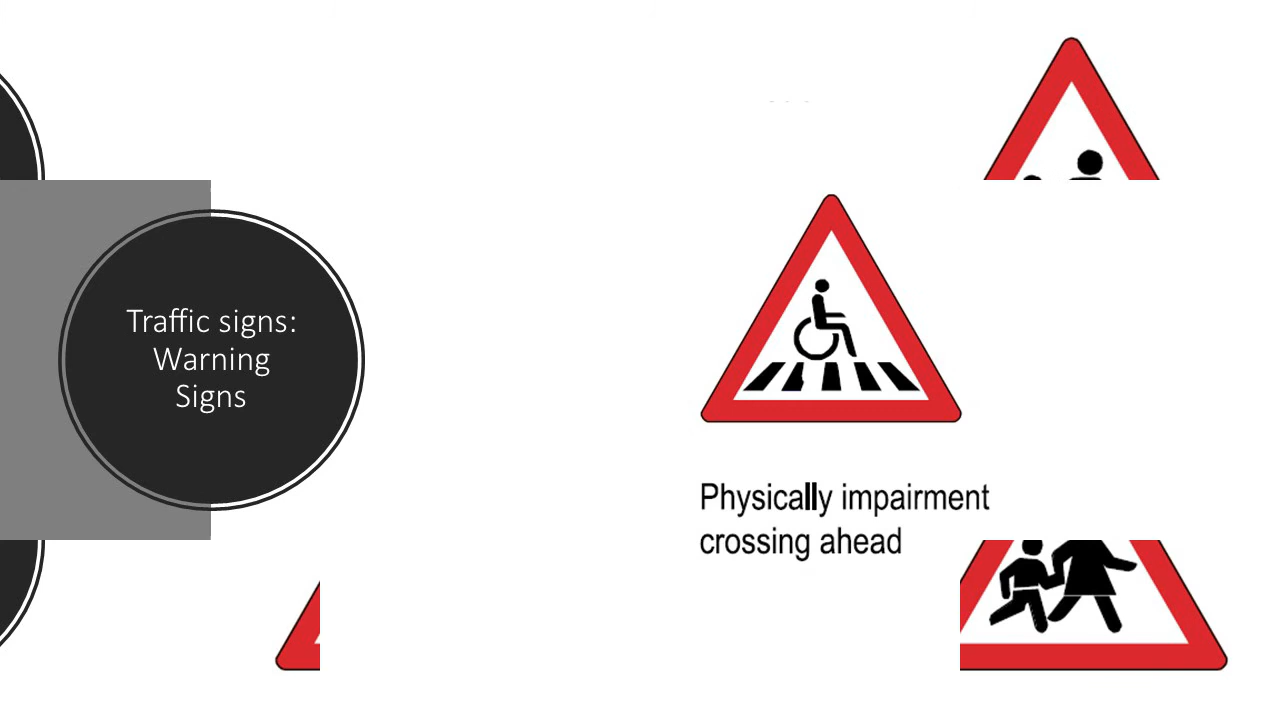 Traffic signs:
Warning
Signs
Physically impairment
crossing ahead